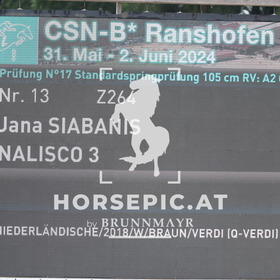 CSN-B* Ranshofen
31. Mai - 2. Juni 2024
Prüfung N°17 Standardspringprüfung 105 cm RV: A2
Nr. 13 Z264
Jana SIABANIS
NALISCO 3
HORSEPIC.AT
by BRUNNMAYR
NIEDERLÄNDISCHE/2018/W/BRAUN/VERDI (Q-VERDI)